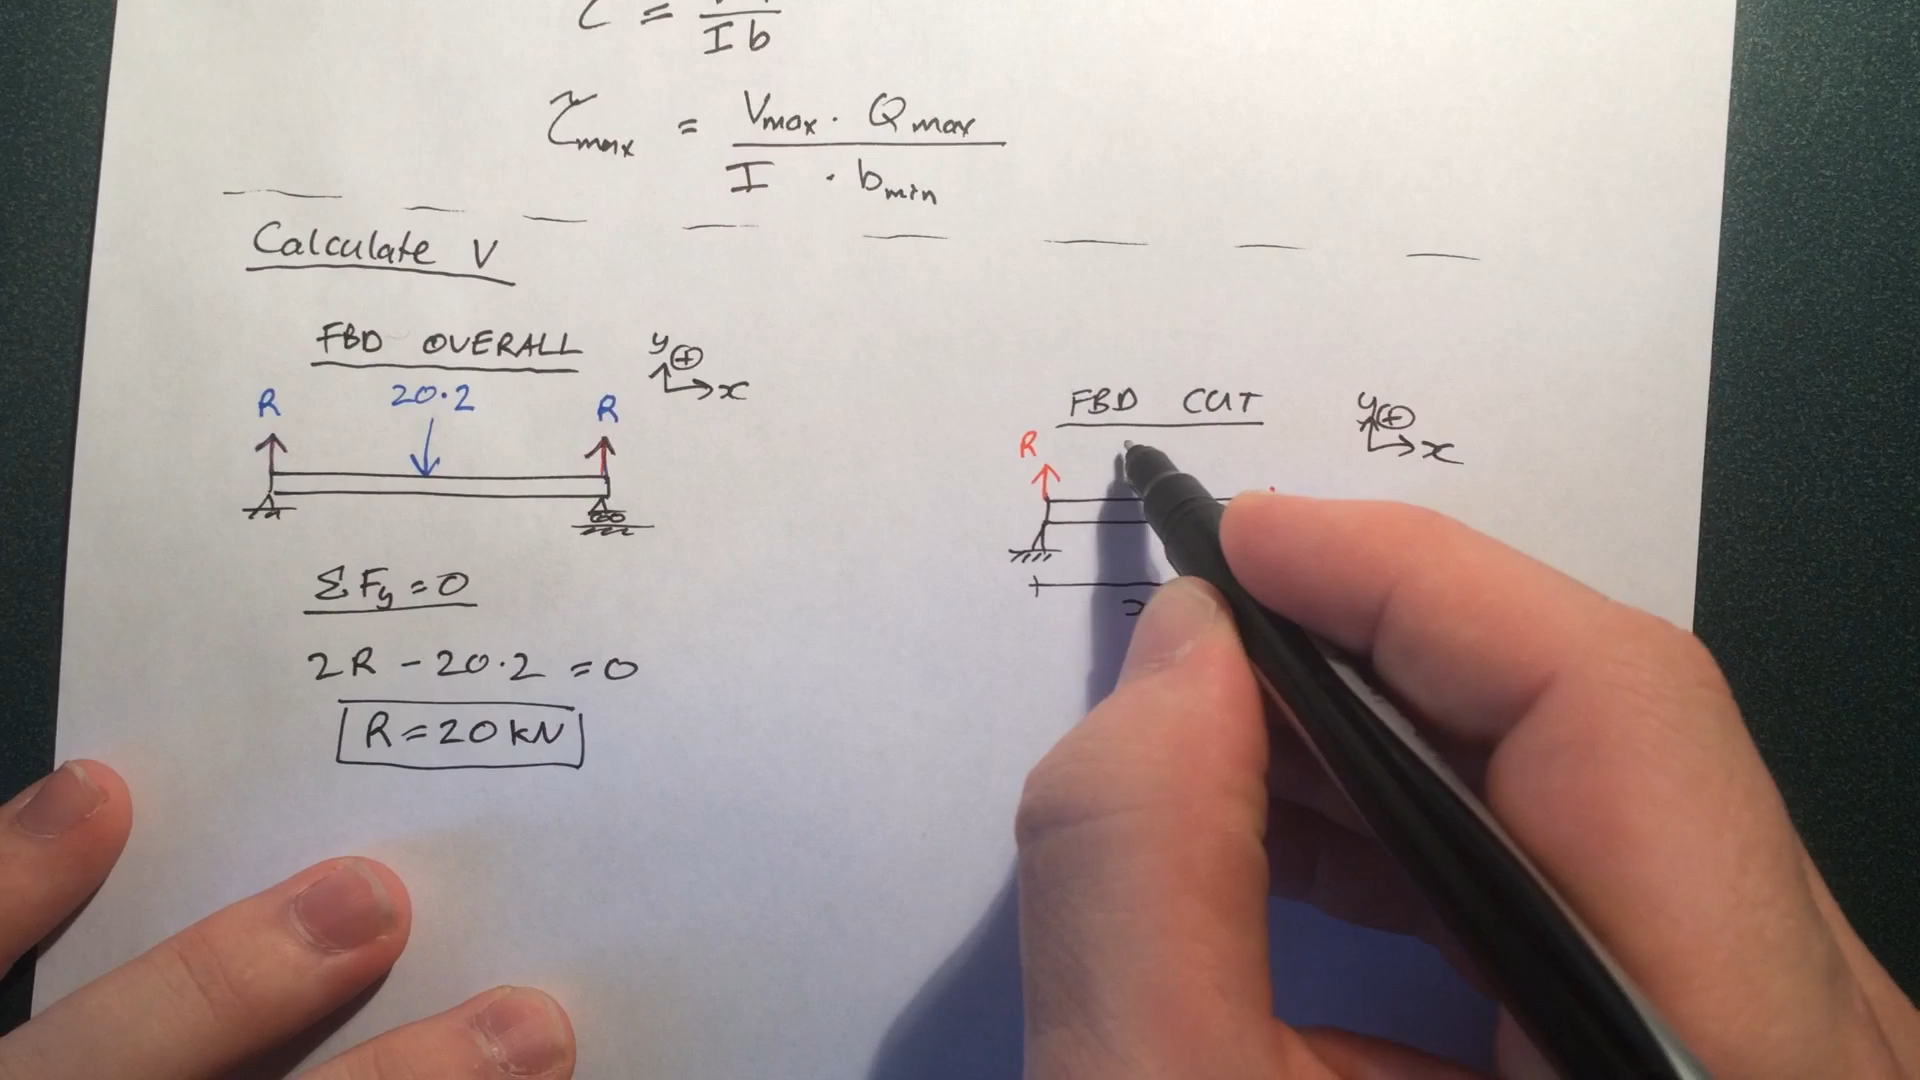 τ = / I b
τmax = Vmax · Qmax / I · bmin
Calculate V
FBD OVERALL
y + x
R 20·2 R
ΣFy = 0
2R - 20·2 = 0
R = 20 kN
FBD CUT
y + x
R